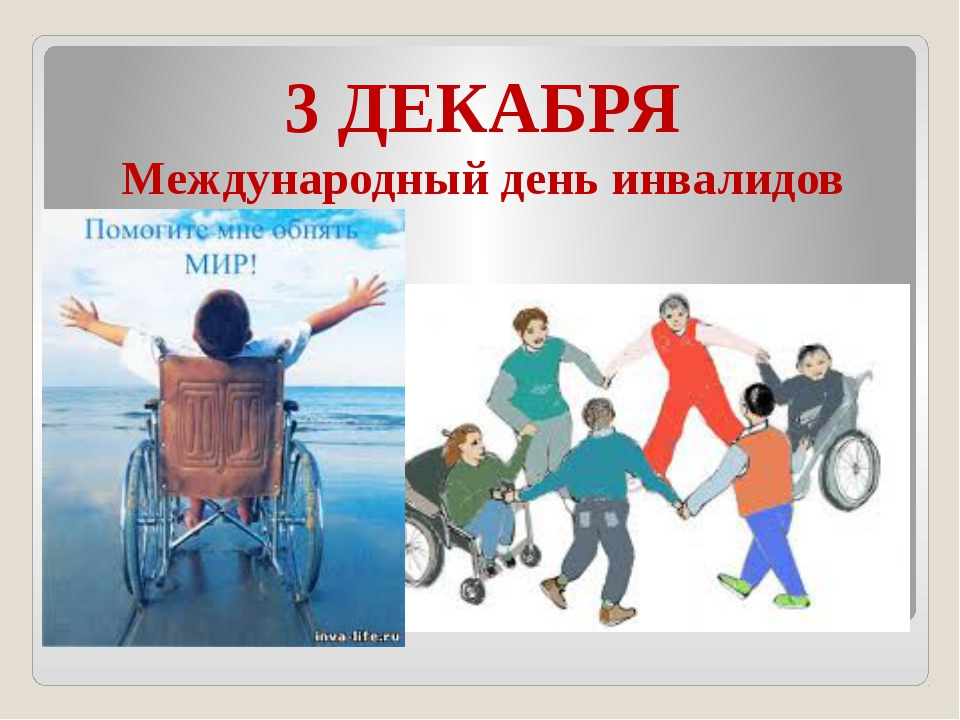 3 ДЕКАБРЯ
Международный день инвалидов
Помогите мне обнять
МИР!
inva-life.ru